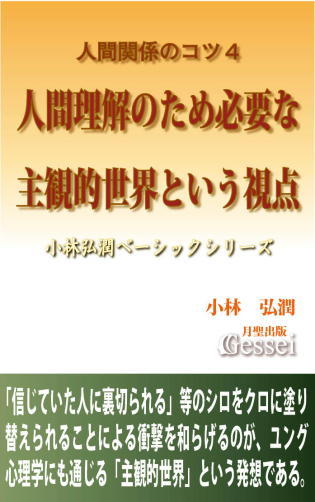 人間関係のコツ４
人間理解のため必要な
主観的世界という視点
小林弘潤ベーシックシリーズ
小林　弘潤
月聖出版
Gessei
「信じていた人に裏切られる」等のシロをクロに塗り
替えられることによる衝撃を和らげるのが、ユング
心理学にも通じる「主観的世界」という発想である。